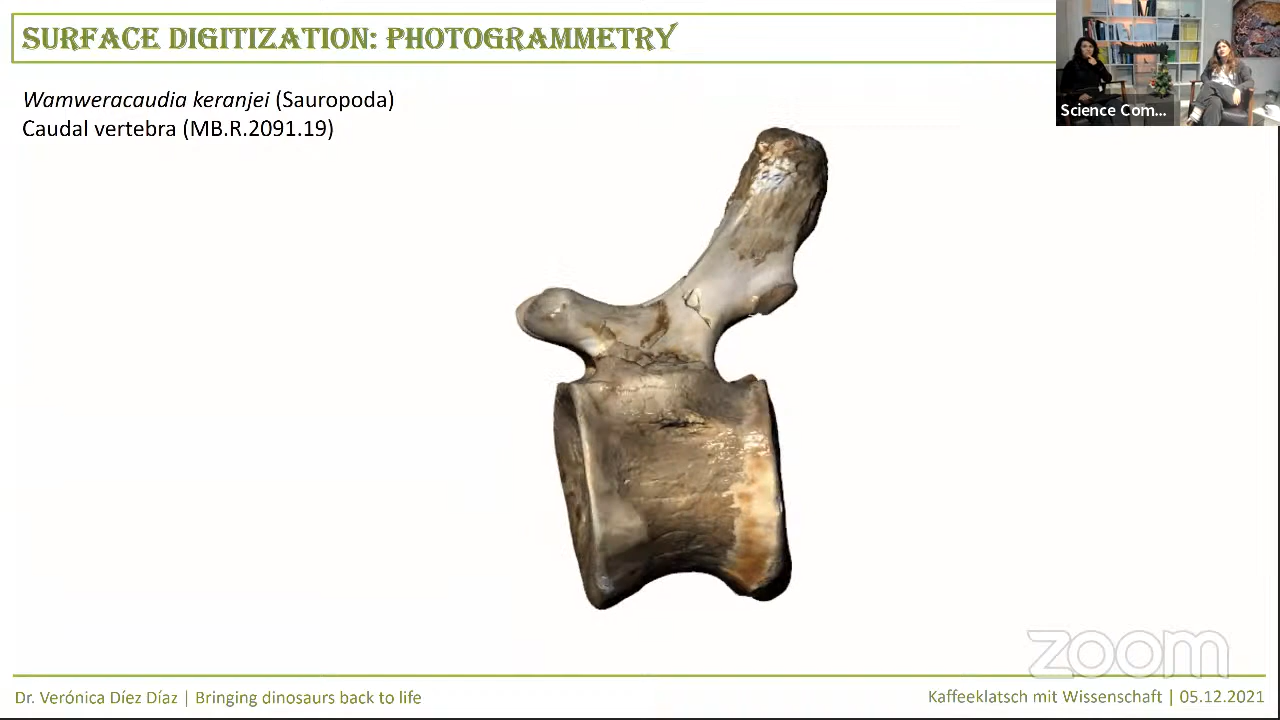 SURFACE DIGITIZATION: PHOTOGRAMMETRY
Wamweracaudia keranjei (Sauropoda)
Caudal vertebra (MB.R.2091.19)
Science Com...
zoom
Dr. Verónica Díez Díaz | Bringing dinosaurs back to life
Kaffeeklatsch mit Wissenschaft | 05.12.2021